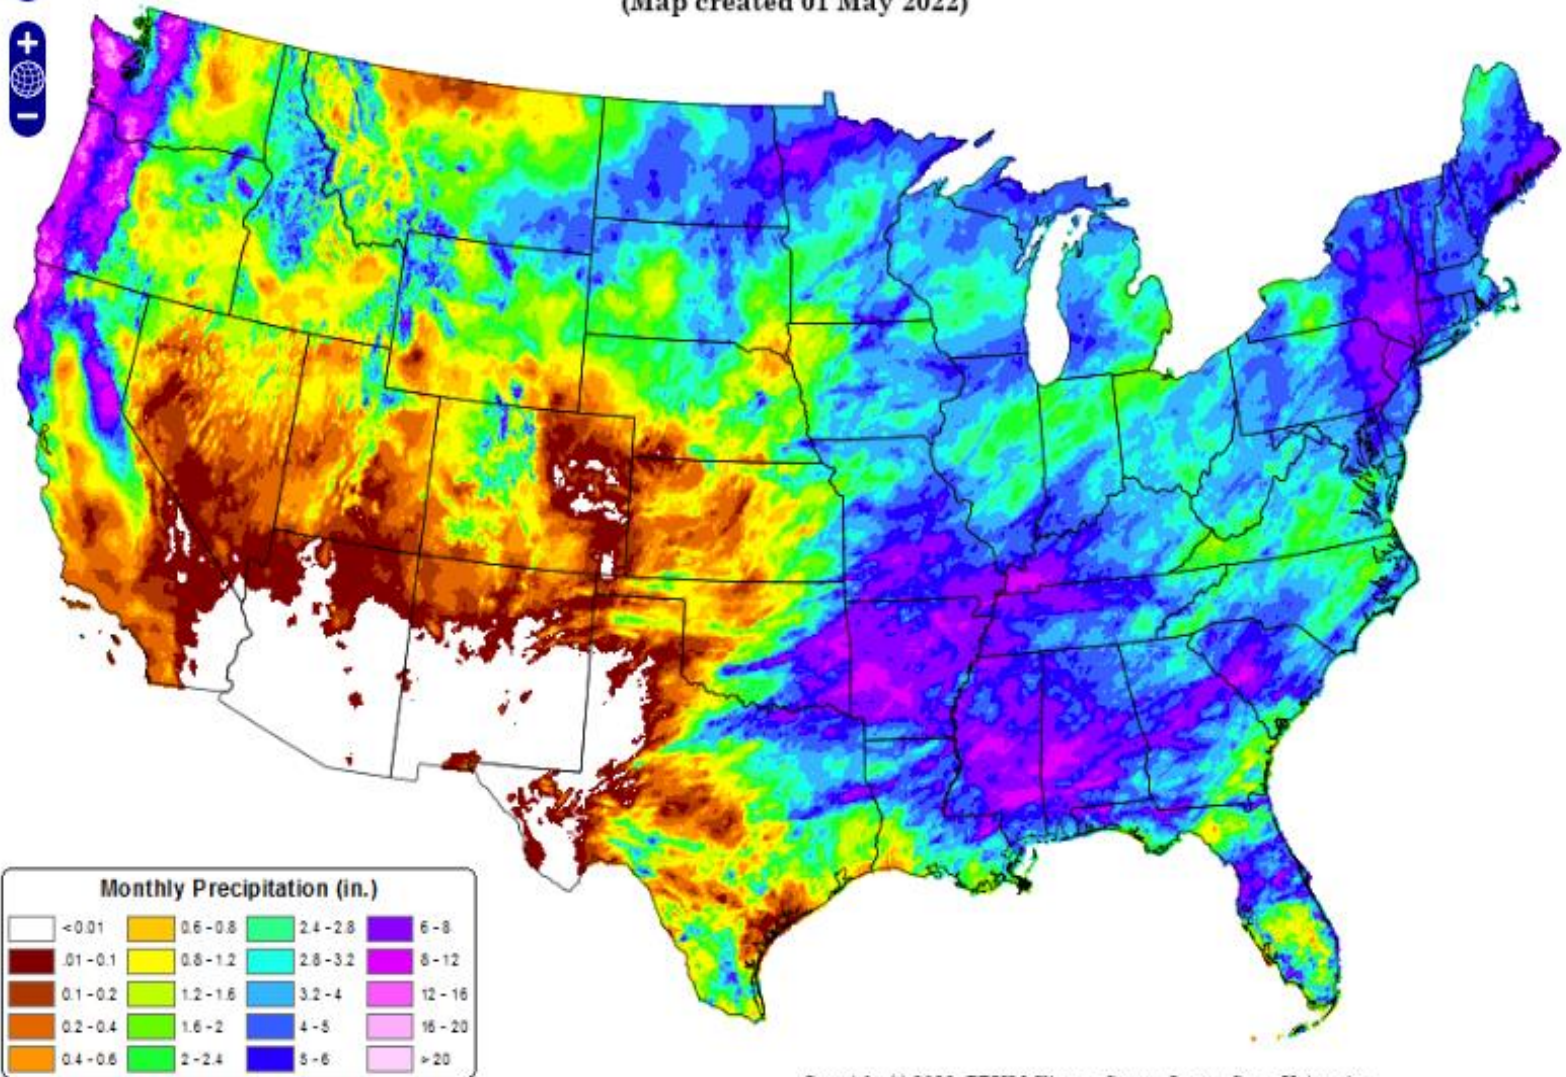 (Map created 01 May 2022)
+
−
Monthly Precipitation (in.)
< 0.01 0.6 - 0.8 2.4 - 2.8 6 - 8
.01 - 0.1 0.8 - 1.2 2.8 - 3.2 8 - 12
0.1 - 0.2 1.2 - 1.6 3.2 - 4 12 - 16
0.2 - 0.4 1.6 - 2 4 - 5 16 - 20
0.4 - 0.6 2 - 2.4 5 - 6 > 20